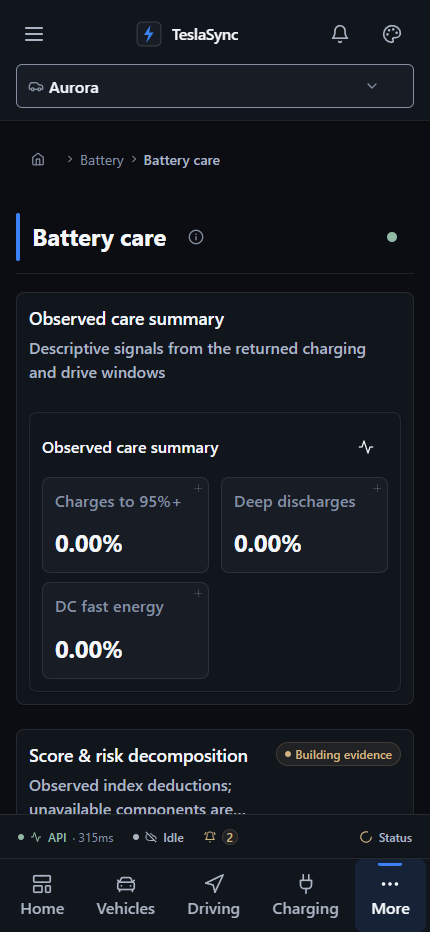 TeslaSync
Aurora
Battery
Battery care
Battery care
Observed care summary
Descriptive signals from the returned charging
and drive windows
Observed care summary
Charges to 95%+
Deep discharges
0.00%
0.00%
DC fast energy
0.00%
Score & risk decomposition
Building evidence
Observed index deductions;
unavailable components are...
API · 315ms
Idle
2
Status
Home
Vehicles
Driving
Charging
More